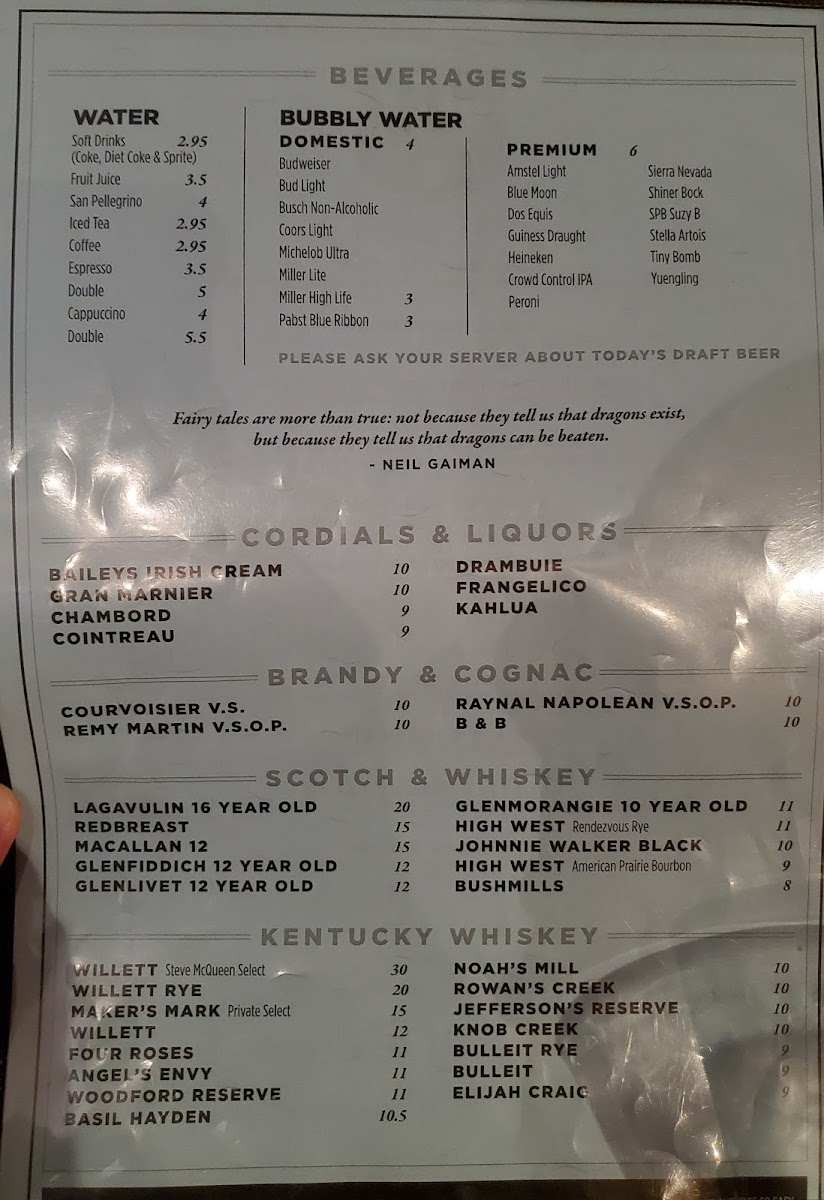 BEVERAGES
WATER
Soft Drinks 2.95
(Coke, Diet Coke & Sprite)
Fruit Juice 3.5
San Pellegrino 4
Iced Tea 2.95
Coffee 2.95
Espresso 3.5
Double 5
Cappuccino 4
Double 5.5
BUBBLY WATER
DOMESTIC 4
Budweiser
Bud Light
Busch Non-Alcoholic
Coors Light
Michelob Ultra
Miller Lite
Miller High Life 3
Pabst Blue Ribbon 3
PREMIUM 6
Amstel Light
Blue Moon
Dos Equis
Guiness Draught
Heineken
Crowd Control IPA
Peroni
Sierra Nevada
Shiner Bock
SPB Suzy B
Stella Artois
Tiny Bomb
Yuengling
PLEASE ASK YOUR SERVER ABOUT TODAY'S DRAFT BEER
Fairy tales are more than true: not because they tell us that dragons exist,
but because they tell us that dragons can be beaten.
- NEIL GAIMAN
CORDIALS & LIQUORS
BAILEYS IRISH CREAM 10
GRAN MARNIER 10
CHAMBORD 9
COINTREAU 9
DRAMBUIE
FRANGELICO
KAHLUA
BRANDY & COGNAC
COURVOISIER V.S. 10
REMY MARTIN V.S.O.P. 10
RAYNAL NAPOLEAN V.S.O.P. 10
B & B 10
SCOTCH & WHISKEY
LAGAVULIN 16 YEAR OLD 20
REDBREAST 15
MACALLAN 12 15
GLENFIDDICH 12 YEAR OLD 12
GLENLIVET 12 YEAR OLD 12
GLENMORANGIE 10 YEAR OLD 11
HIGH WEST Rendezvous Rye 11
JOHNNIE WALKER BLACK 10
HIGH WEST American Prairie Bourbon 9
BUSHMILLS 8
KENTUCKY WHISKEY
WILLETT Steve McQueen Select 30
WILLETT RYE 20
MAKER'S MARK Private Select 15
WILLETT 12
FOUR ROSES 11
ANGEL'S ENVY 11
WOODFORD RESERVE 11
BASIL HAYDEN 10.5
NOAH'S MILL 10
ROWAN'S CREEK 10
JEFFERSON'S RESERVE 10
KNOB CREEK 10
BULLEIT RYE 9
BULLEIT 9
ELIJAH CRAIG 9